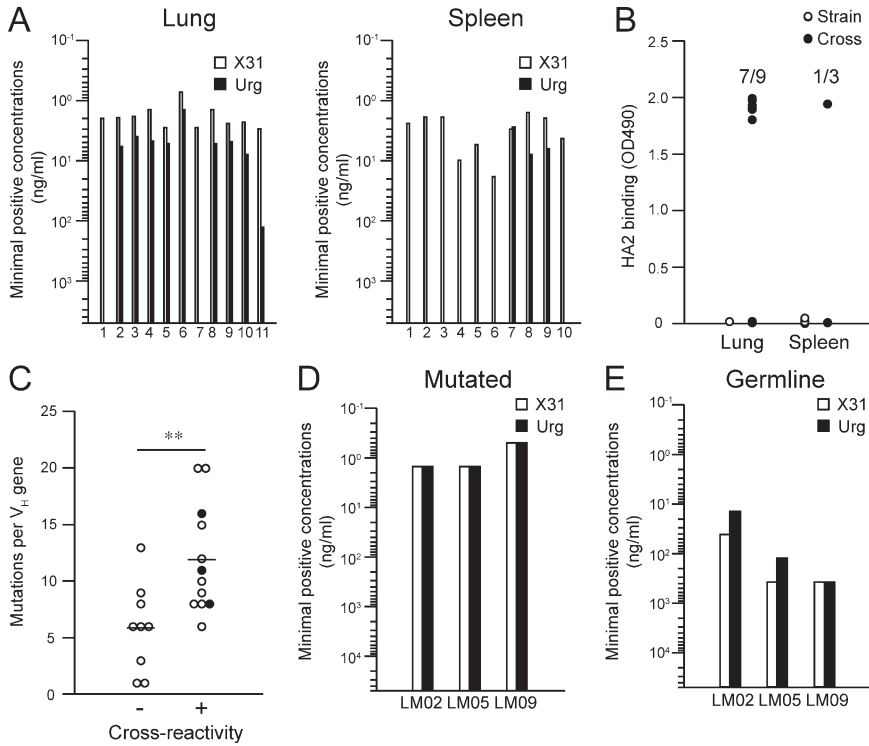 A
Lung
X31
Urg
Minimal positive concentrations
(ng/ml)
10-1
100
101
102
103
1 2 3 4 5 6 7 8 9 10 11
Spleen
X31
Urg
Minimal positive concentrations
(ng/ml)
10-1
100
101
102
103
1 2 3 4 5 6 7 8 9 10
B
Strain
Cross
HA2 binding (OD490)
2.5
2.0
1.5
1.0
0.5
0
7/9
1/3
Lung Spleen
C
Mutations per VH gene
25
20
15
10
5
0
**
- +
Cross-reactivity
D
Mutated
X31
Urg
Minimal positive concentrations
(ng/ml)
10-1
100
101
102
103
104
LM02 LM05 LM09
E
Germline
X31
Urg
Minimal positive concentrations
(ng/ml)
10-1
100
101
102
103
104
LM02 LM05 LM09